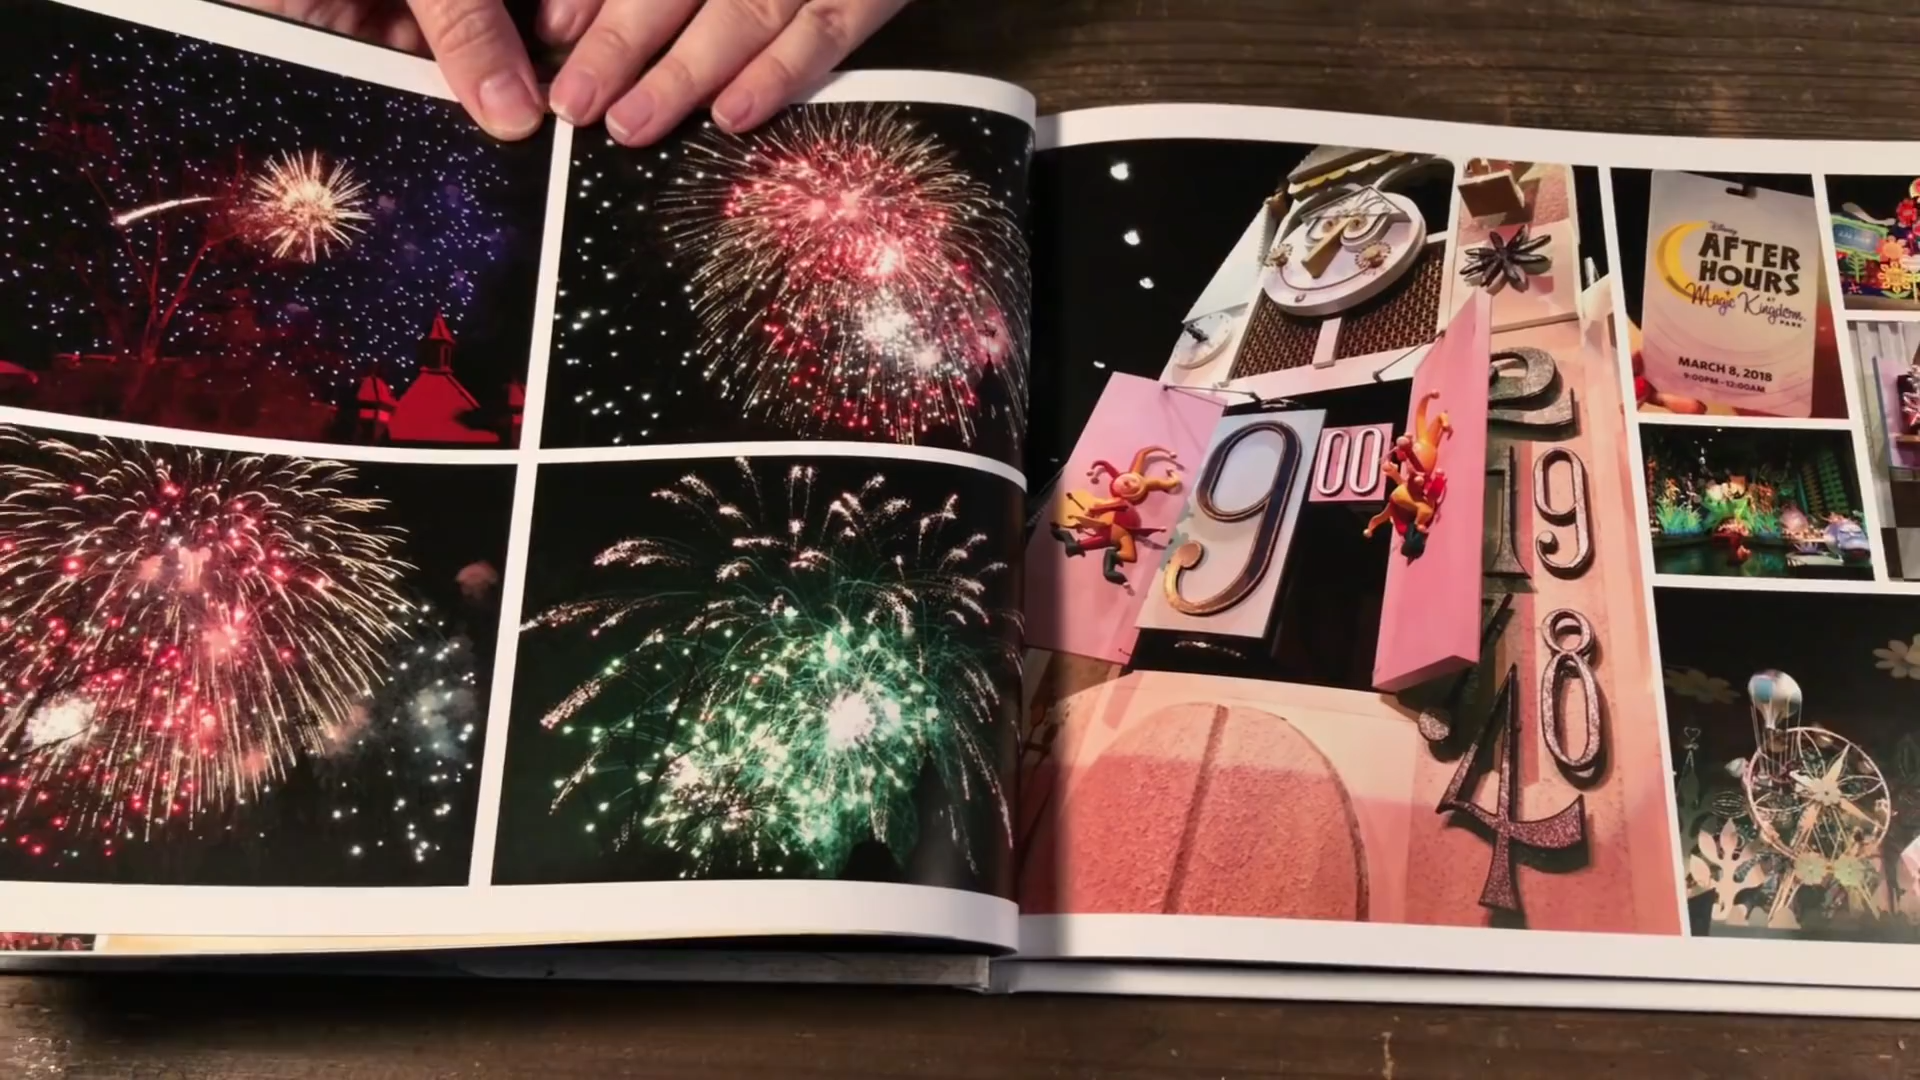 9 00
2
19
8
4
Disney
AFTER
HOURS
AT
Magic Kingdom
PARK
MARCH 8, 2018
9:00PM - 12:00AM